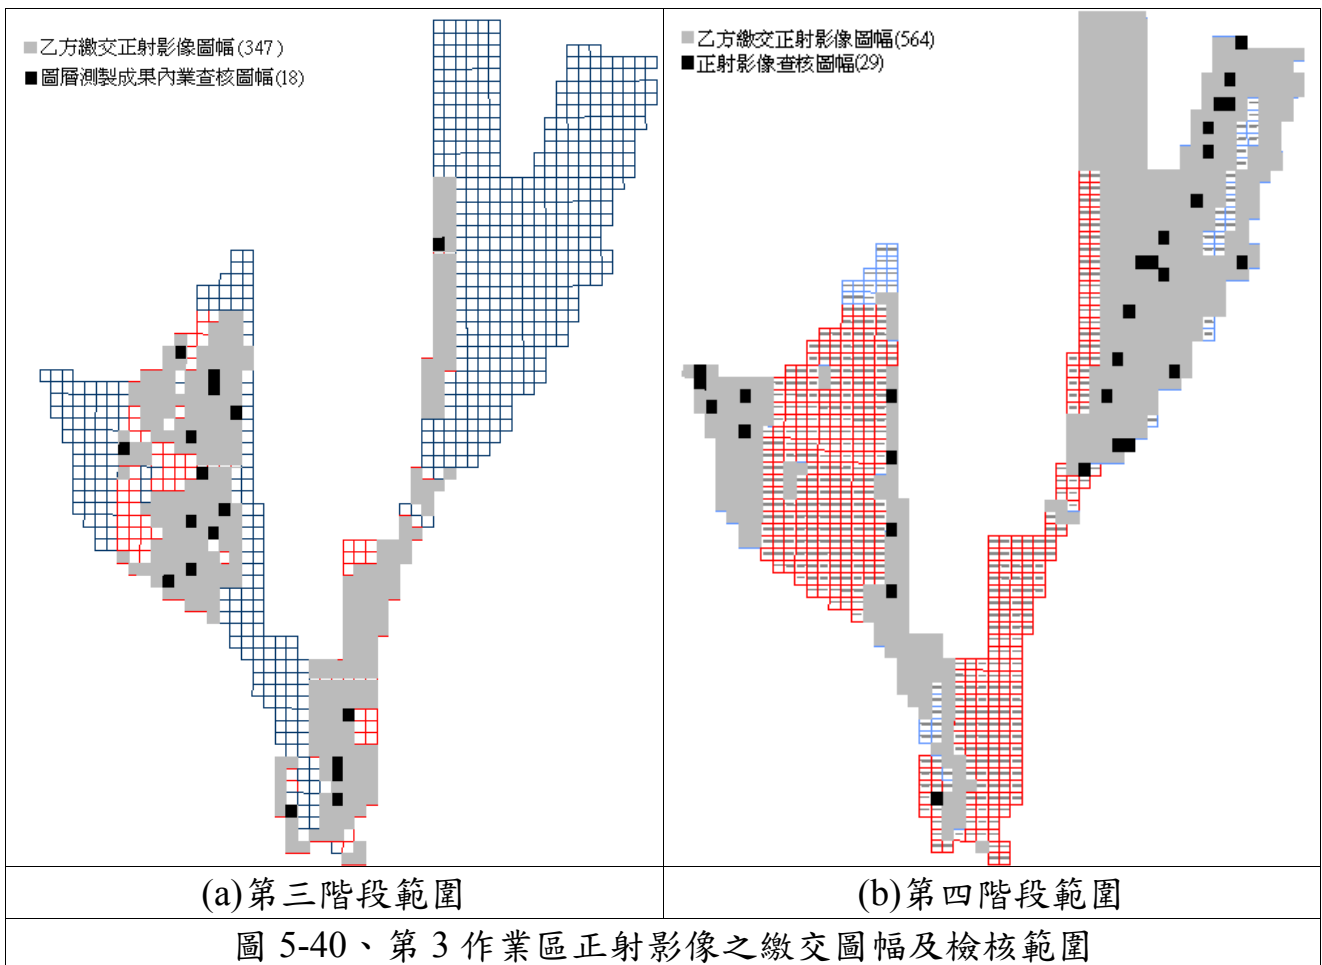 乙方繳交正射影像圖幅(347)
圖層測製成果內業查核圖幅(18)
乙方繳交正射影像圖幅(564)
正射影像查核圖幅(29)
(a)第三階段範圍
(b)第四階段範圍
圖 5-40、第 3 作業區正射影像之繳交圖幅及檢核範圍